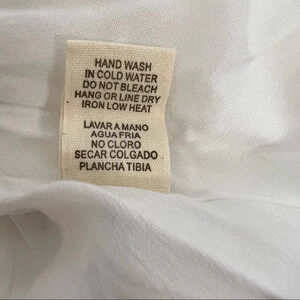 HAND WASH
IN COLD WATER
DO NOT BLEACH
HANG OR LINE DRY
IRON LOW HEAT
LAVAR A MANO
AGUA FRIA
NO CLORO
SECAR COLGADO
PLANCHA TIBIA